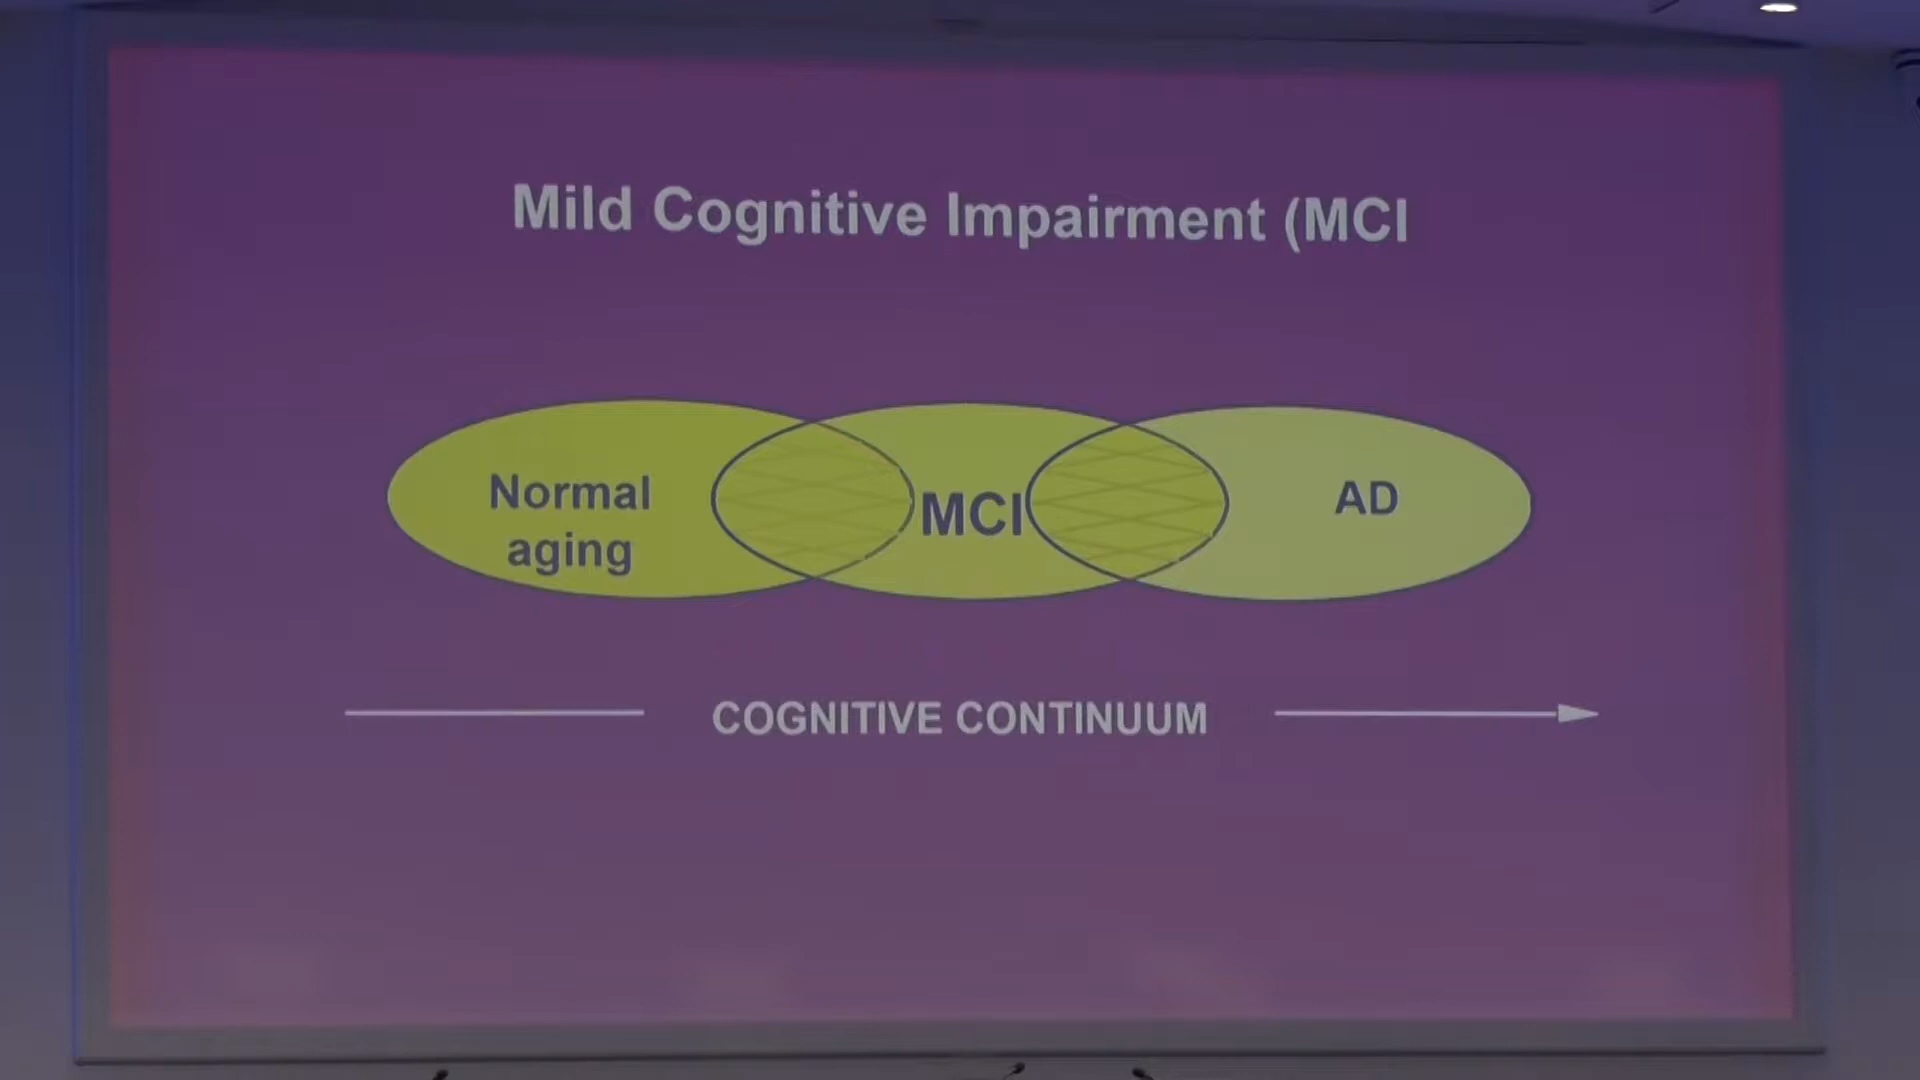 Mild Cognitive Impairment (MCI
Normal
aging
MCI
AD
COGNITIVE CONTINUUM